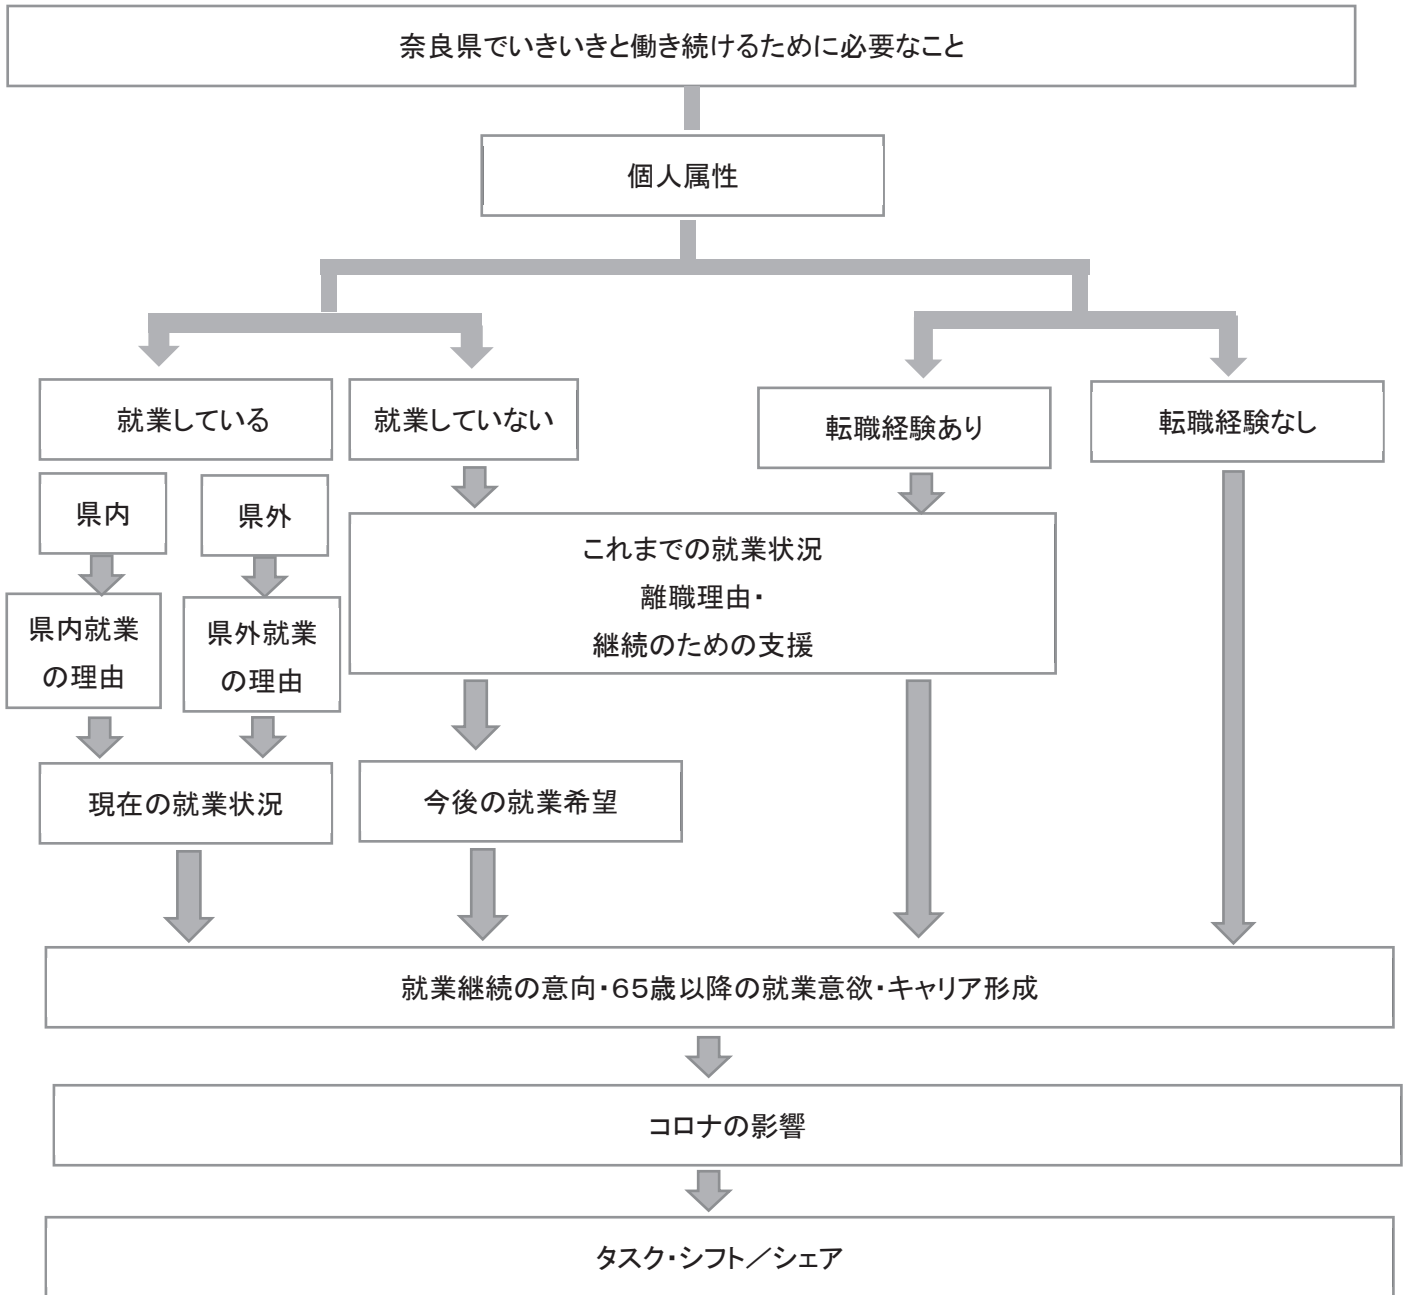 奈良県でいきいきと働き続けるために必要なこと
個人属性
就業している
就業していない
転職経験あり
転職経験なし
県内
県外
これまでの就業状況
離職理由・
継続のための支援
県内就業
の理由
県外就業
の理由
現在の就業状況
今後の就業希望
就業継続の意向・65歳以降の就業意欲・キャリア形成
コロナの影響
タスク・シフト／シェア